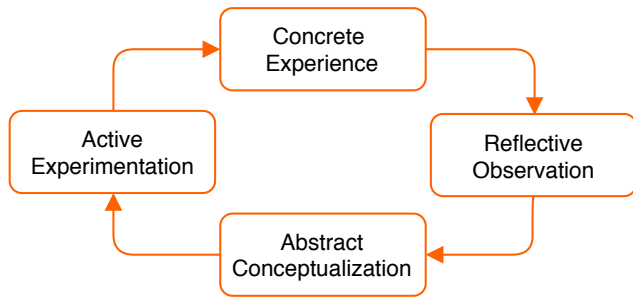 Concrete
Experience
Reflective
Observation
Abstract
Conceptualization
Active
Experimentation